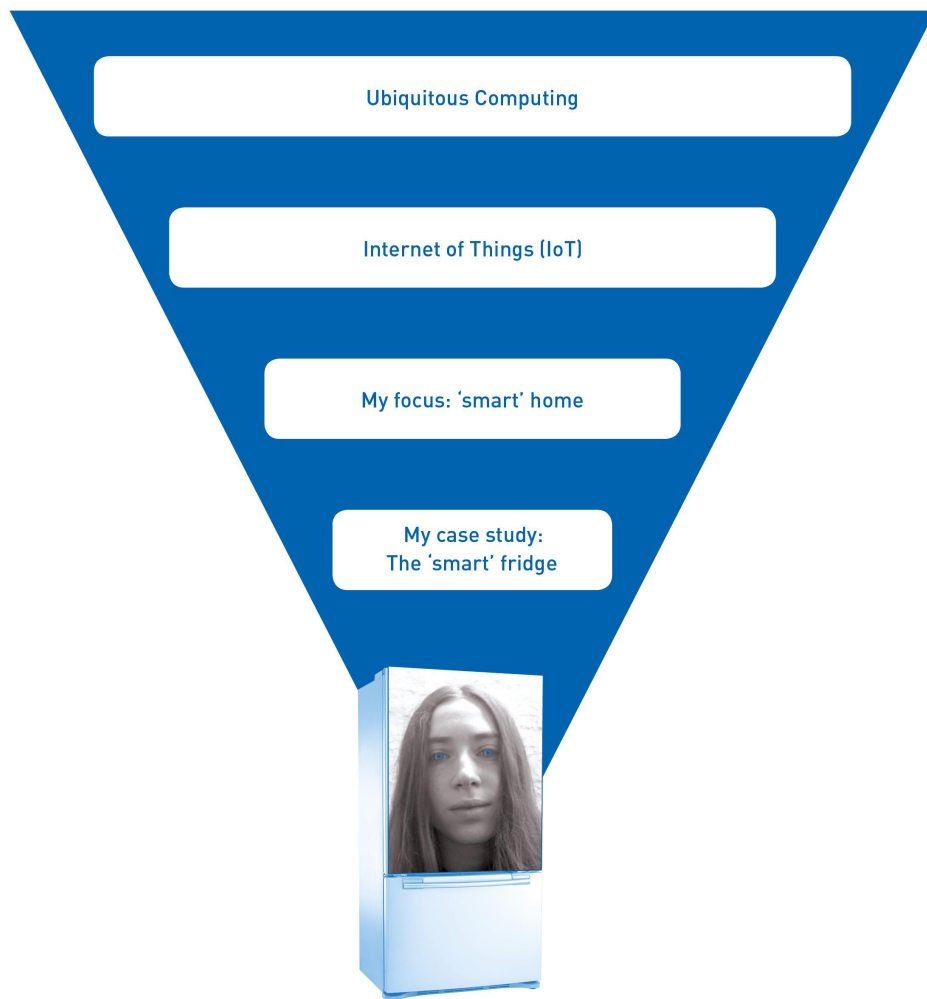 Ubiquitous Computing
Internet of Things (IoT)
My focus: ‘smart’ home
My case study:
The ‘smart’ fridge